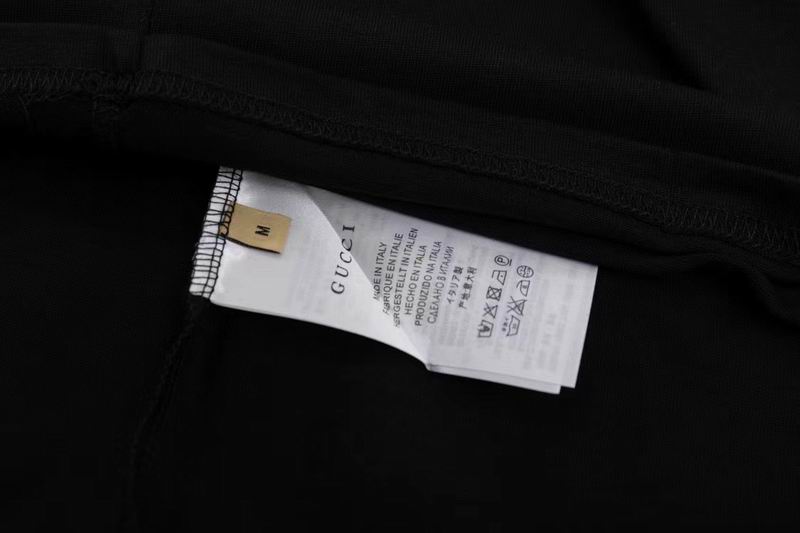 M
GUCCI
MADE IN ITALY
FABRIQUE EN ITALIE
HERGESTELLT IN ITALIEN
HECHO EN ITALIA
PRODUZIDO NA ITALIA
СДЕЛАНО В ИТАЛИИ
イタリア製
产地意大利